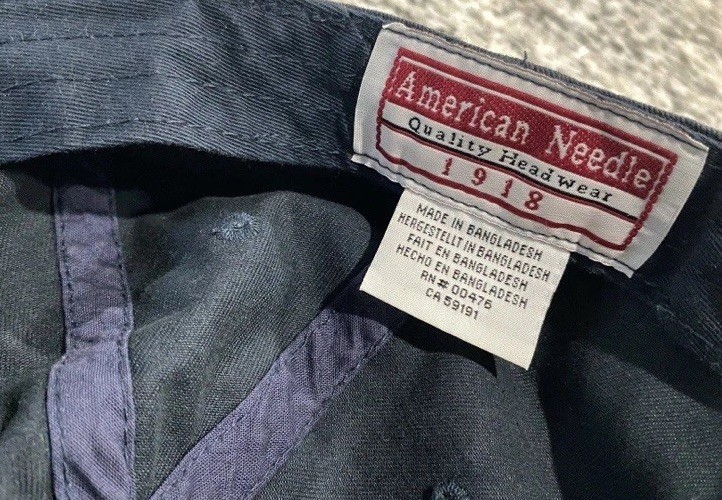 American Needle
Quality Headwear
1918
MADE IN BANGLADESH
HERGESTELLT IN BANGLADESH
FAIT EN BANGLADESH
HECHO EN BANGLADESH
RN# 00476
CA 59191